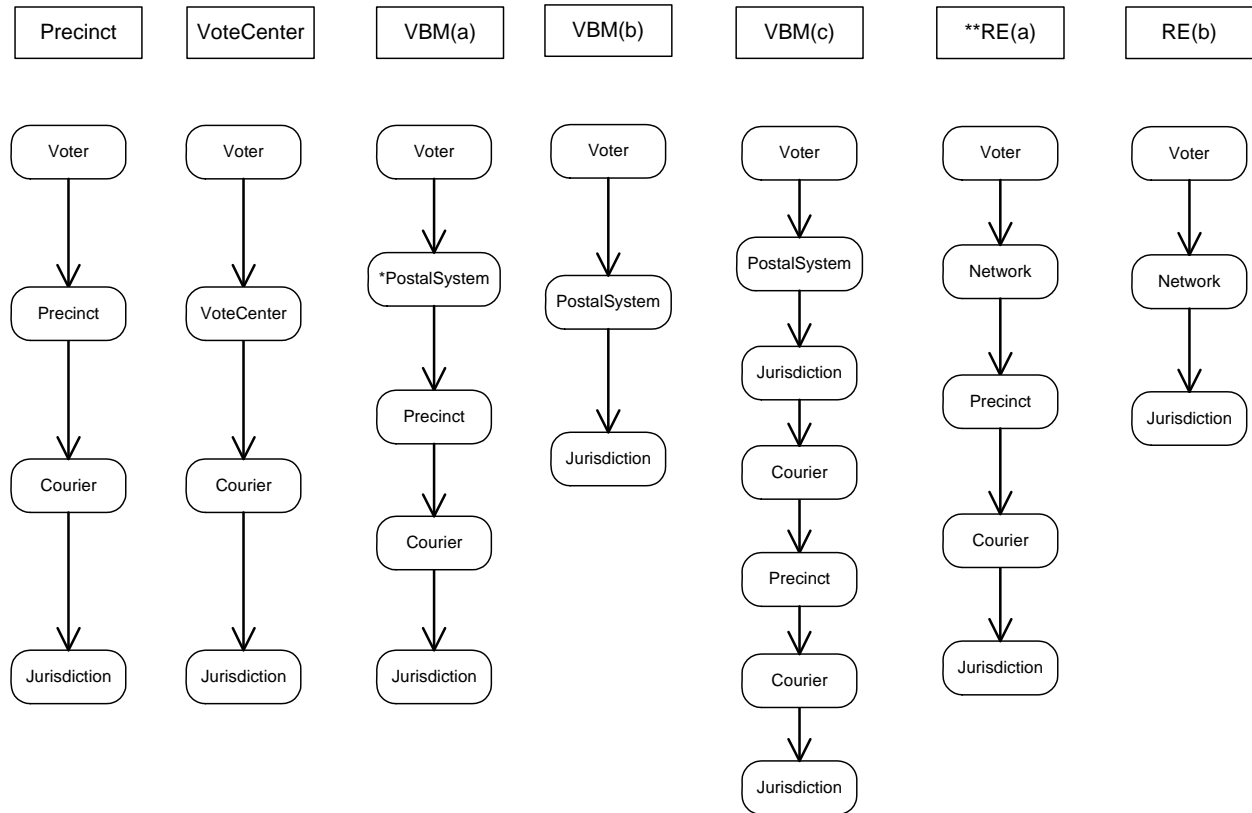 Precinct
VoteCenter
VBM(a)
VBM(b)
VBM(c)
**RE(a)
RE(b)
Voter
Precinct
Courier
Jurisdiction
Voter
VoteCenter
Courier
Jurisdiction
Voter
*PostalSystem
Precinct
Courier
Jurisdiction
Voter
PostalSystem
Jurisdiction
Voter
PostalSystem
Jurisdiction
Courier
Precinct
Courier
Jurisdiction
Voter
Network
Precinct
Courier
Jurisdiction
Voter
Network
Jurisdiction